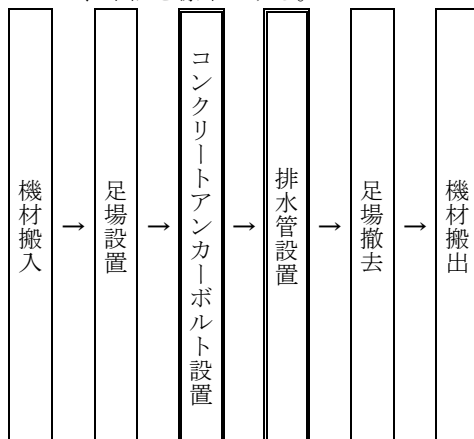 機材搬入
→
足場設置
→
コンクリートアンカーボルト設置
→
排水管設置
→
足場撤去
→
機材搬出